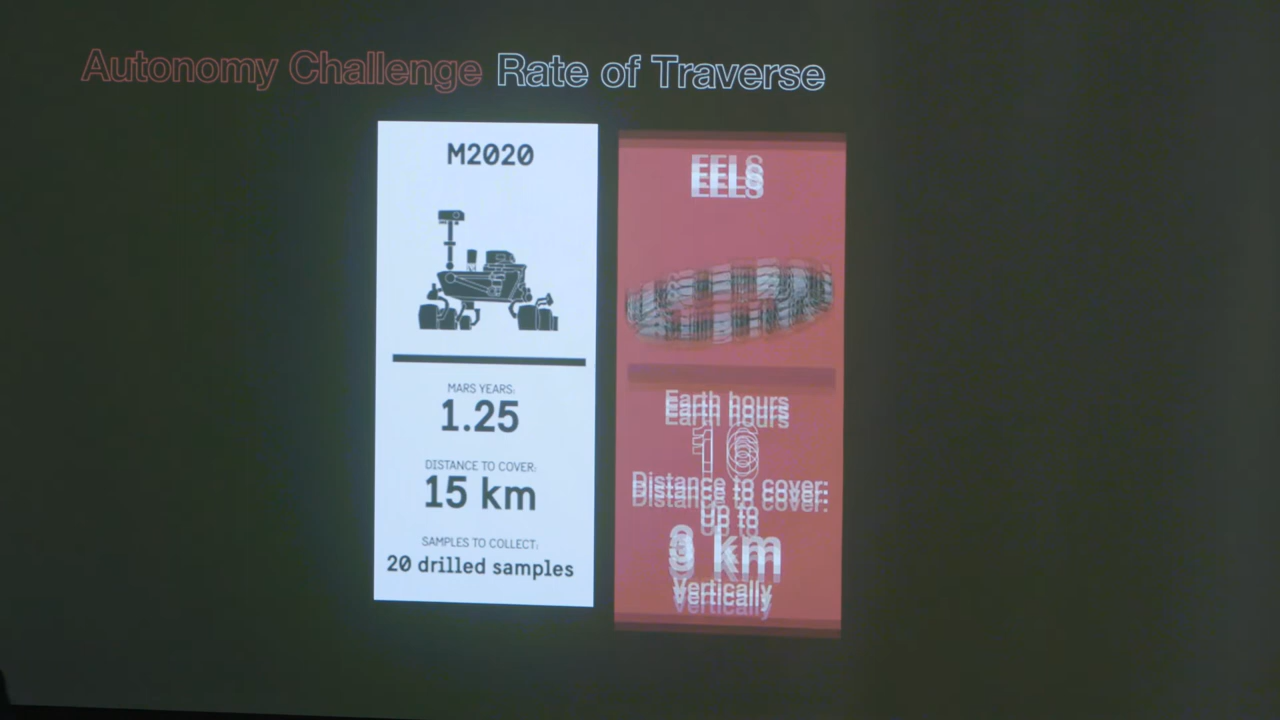 Autonomy Challenge Rate of Traverse
M2020
MARS YEARS:
1.25
DISTANCE TO COVER:
15 km
SAMPLES TO COLLECT:
20 drilled samples
EELS
Earth hours
16
Distance to cover:
Up to
km
Vertically